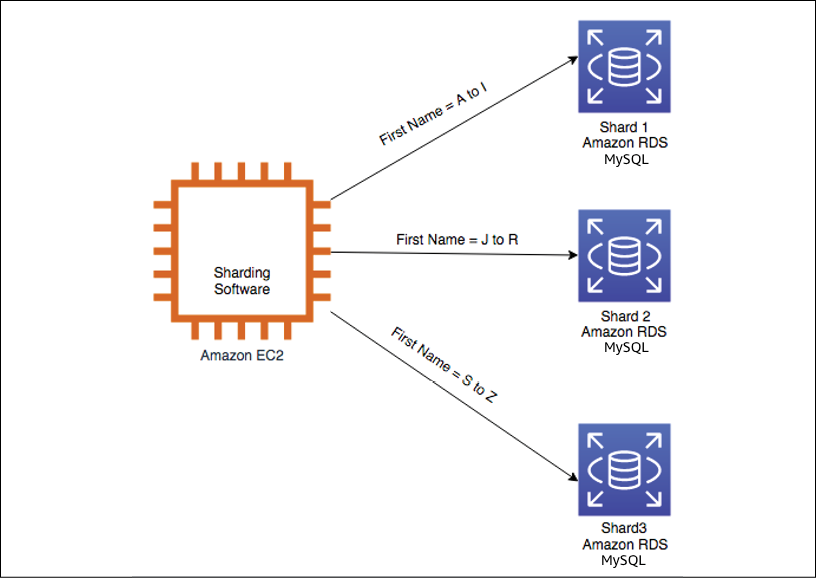 First Name = A to I
Shard 1
Amazon RDS
MySQL
Sharding
Software
Amazon EC2
First Name = J to R
Shard 2
Amazon RDS
MySQL
First Name = S to Z
Shard3
Amazon RDS
MySQL